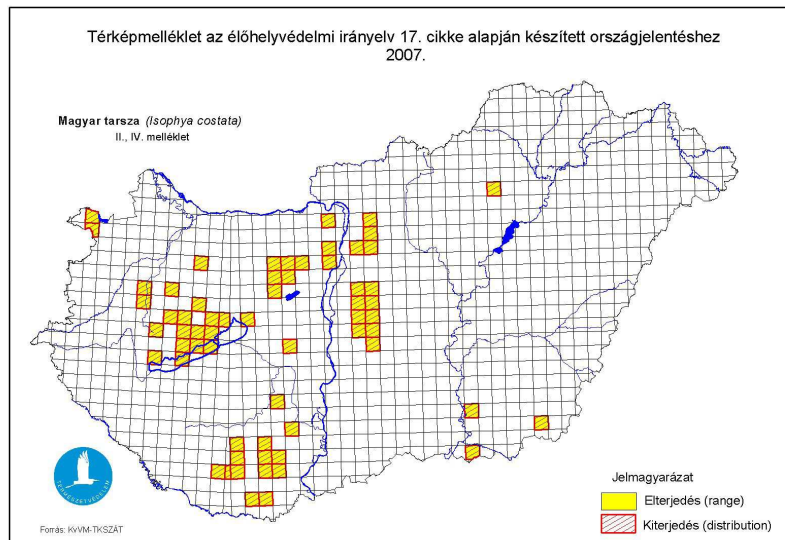 Térképmelléklet az élőhelyvédelmi irányelv 17. cikke alapján készített országjelentéshez
2007.
Magyar tarsza (Isophya costata)
II., IV. melléklet
TERMÉSZETVÉDELEM
Jelmagyarázat
Elterjedés (range)
Kiterjedés (distribution)
Forrás: KvVM-TKSZÁT